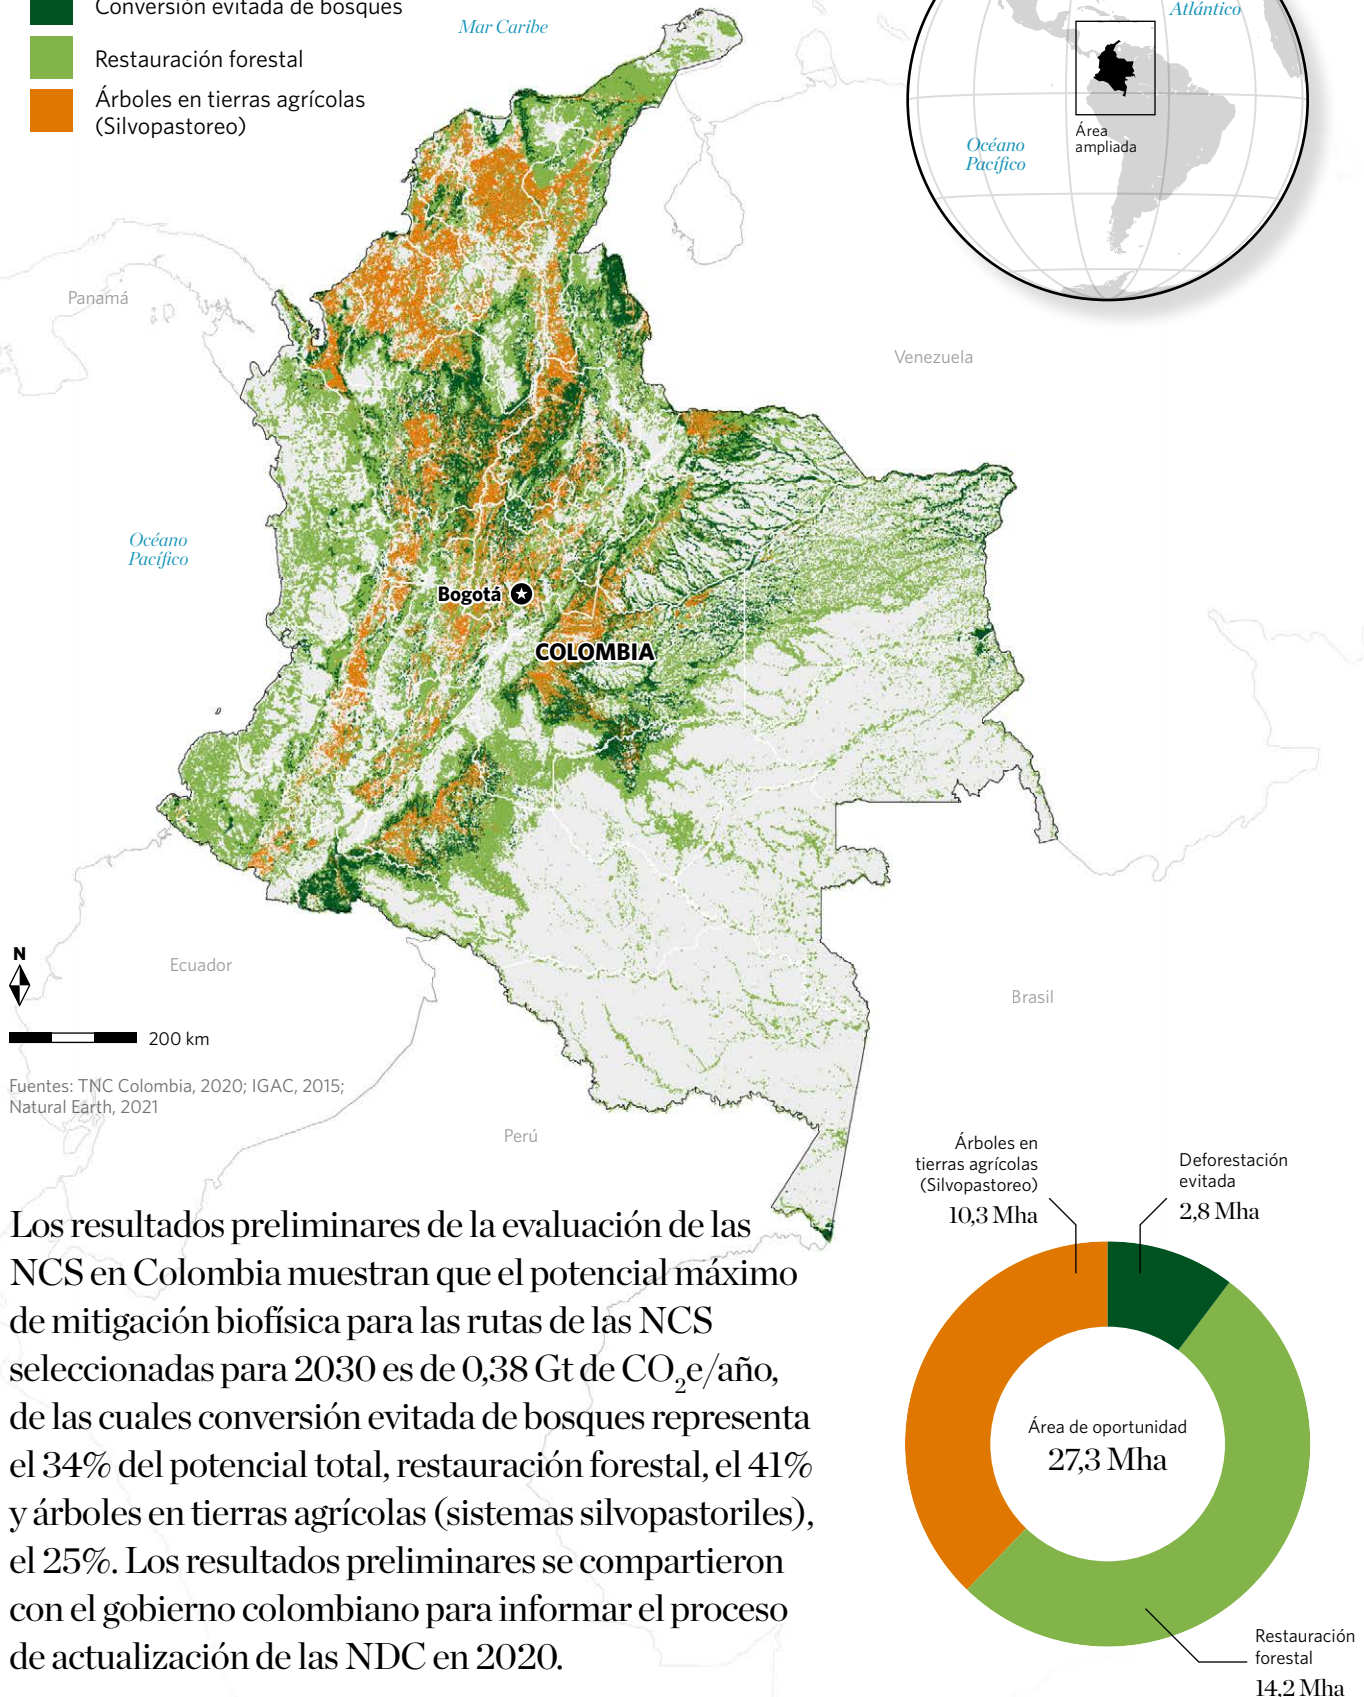 Conversión evitada de bosques
Restauración forestal
Árboles en tierras agrícolas
(Silvopastoreo)
Mar Caribe
Atlántico
Océano
Pacífico
Área
ampliada
Panamá
Venezuela
Océano
Pacífico
Bogotá
COLOMBIA
Ecuador
Brasil
Perú
N
200 km
Fuentes: TNC Colombia, 2020; IGAC, 2015;
Natural Earth, 2021
Los resultados preliminares de la evaluación de las
NCS en Colombia muestran que el potencial máximo
de mitigación biofísica para las rutas de las NCS
seleccionadas para 2030 es de 0,38 Gt de CO₂e/año,
de las cuales conversión evitada de bosques representa
el 34% del potencial total, restauración forestal, el 41%
y árboles en tierras agrícolas (sistemas silvopastoriles),
el 25%. Los resultados preliminares se compartieron
con el gobierno colombiano para informar el proceso
de actualización de las NDC en 2020.
Árboles en
tierras agrícolas
(Silvopastoreo)
10,3 Mha
Deforestación
evitada
2,8 Mha
Área de oportunidad
27,3 Mha
Restauración
forestal
14,2 Mha